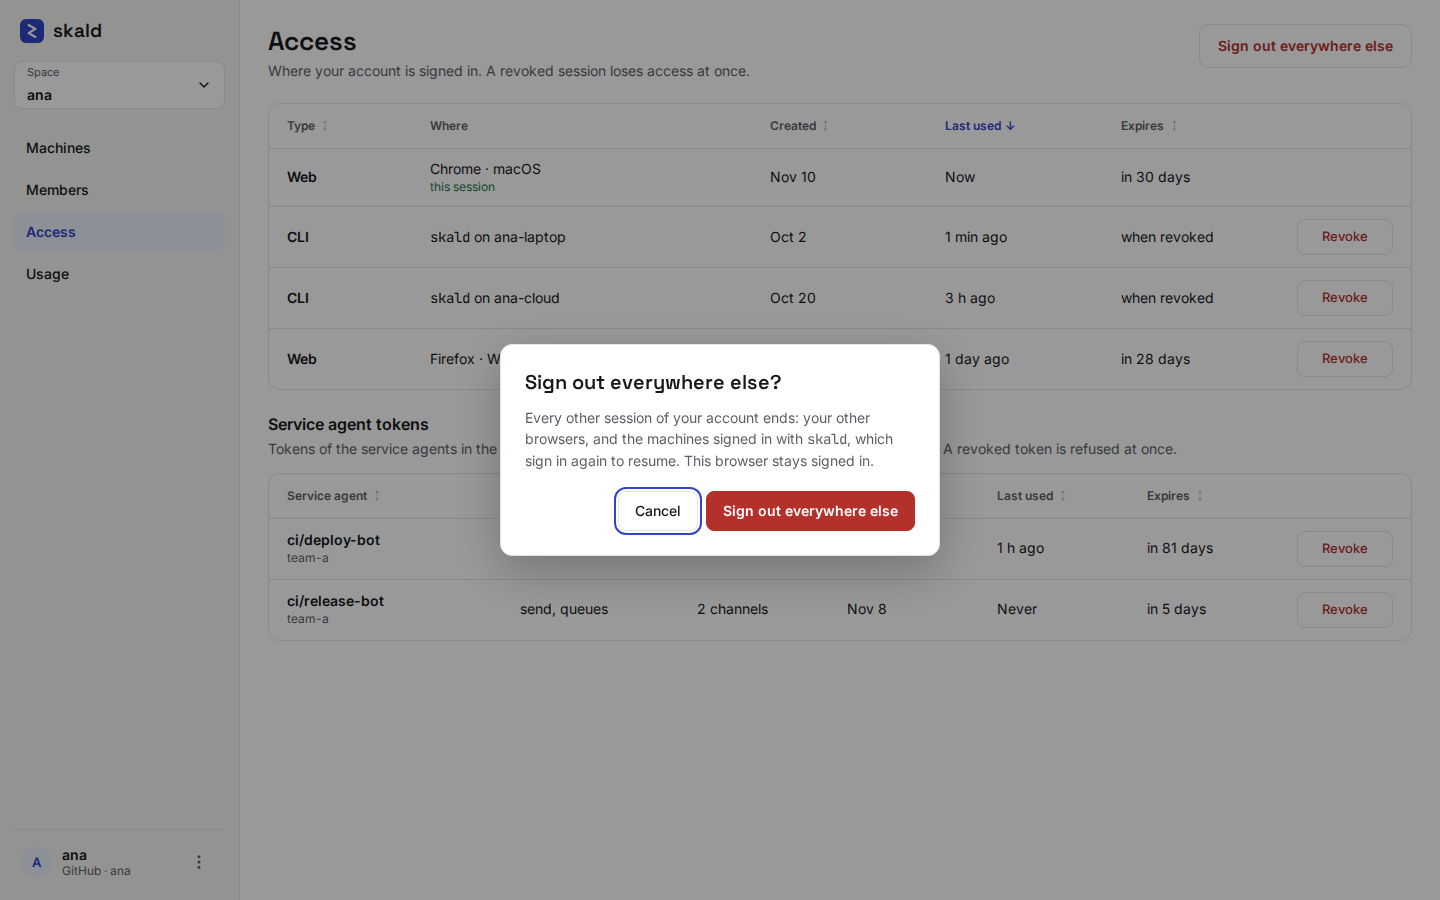 skald
Space
ana
Machines
Members
Access
Usage
ana
GitHub · ana
A
Access
Where your account is signed in. A revoked session loses access at once.
Sign out everywhere else
Type Where Created Last used Expires
Web Chrome · macOS Nov 10 Now in 30 days
this session
CLI skald on ana-laptop Oct 2 1 min ago when revoked Revoke
CLI skald on ana-cloud Oct 20 3 h ago when revoked Revoke
Web Firefox · 1 day ago in 28 days Revoke
Sign out everywhere else?
Every other session of your account ends: your other
browsers, and the machines signed in with skald, which
sign in again to resume. This browser stays signed in.
Cancel Sign out everywhere else
Service agent tokens
Tokens of the service agents in the A revoked token is refused at once.
Service agent Last used Expires
ci/deploy-bot 1 h ago in 81 days Revoke
team-a
ci/release-bot send, queues 2 channels Nov 8 Never in 5 days Revoke
team-a